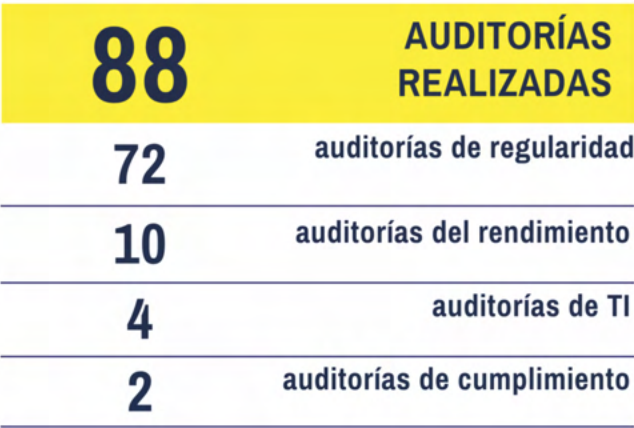 88
AUDITORÍAS
REALIZADAS
72
auditorías de regularidad
10
auditorías del rendimiento
4
auditorías de TI
2
auditorías de cumplimiento